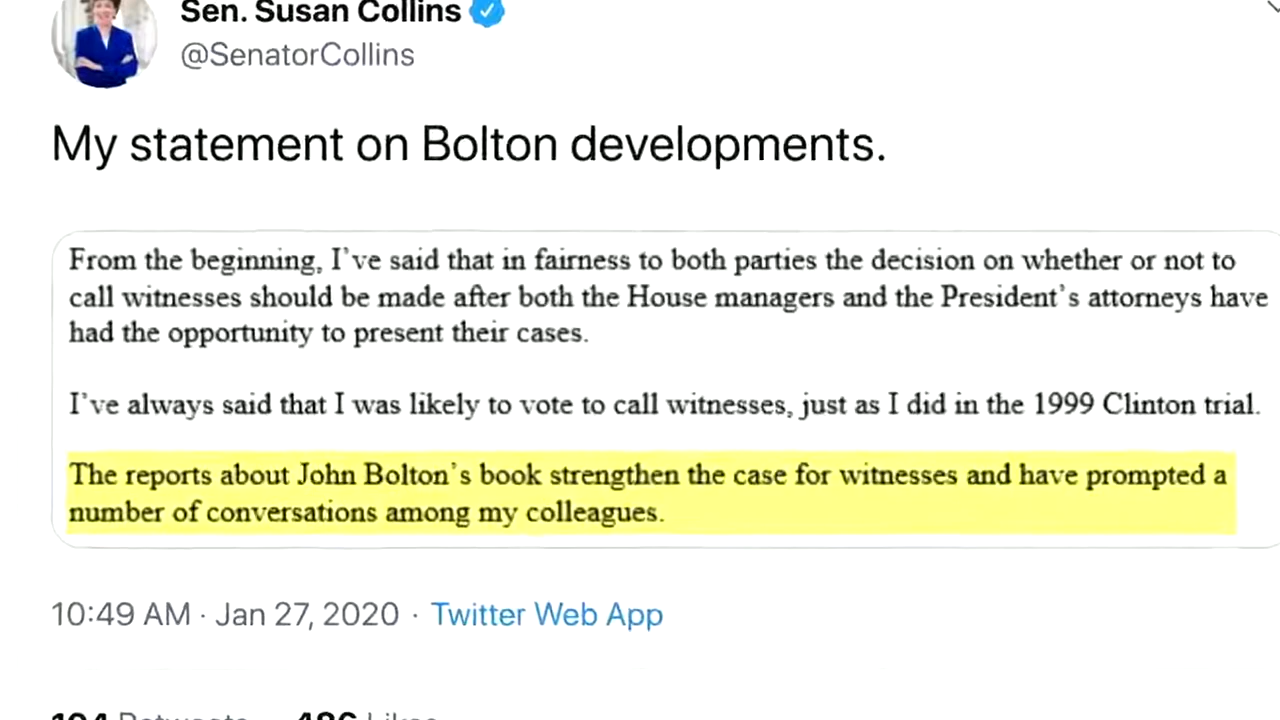 Sen. Susan Collins
@SenatorCollins
My statement on Bolton developments.
From the beginning, I've said that in fairness to both parties the decision on whether or not to
call witnesses should be made after both the House managers and the President's attorneys have
had the opportunity to present their cases.
I've always said that I was likely to vote to call witnesses, just as I did in the 1999 Clinton trial.
The reports about John Bolton's book strengthen the case for witnesses and have prompted a
number of conversations among my colleagues.
10:49 AM · Jan 27, 2020 · Twitter Web App
Retweets Likes